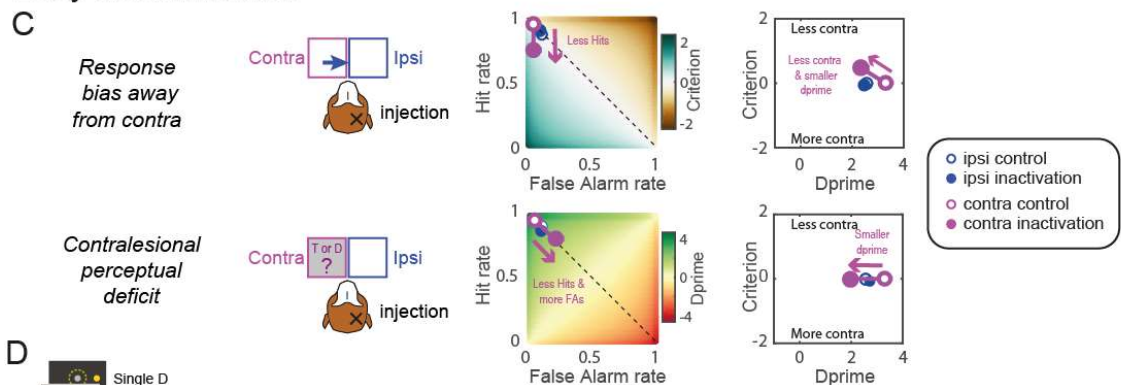 C
Response
bias away
from contra
Contra
Ipsi
injection
Hit rate
1
0.5
0
0
0.5
1
False Alarm rate
Less Hits
2
0
-2
Criterion
Criterion
2
0
-2
Less contra
Less contra
& smaller
dprime
More contra
0
2
4
Dprime
ipsi control
ipsi inactivation
contra control
contra inactivation
Contralesional
perceptual
deficit
Contra
T or D
?
Ipsi
injection
Hit rate
1
0.5
0
0
0.5
1
False Alarm rate
Less Hits &
more FAs
4
0
-4
Dprime
Criterion
2
0
-2
Less contra
Smaller
dprime
More contra
0
2
4
Dprime
D
Single D